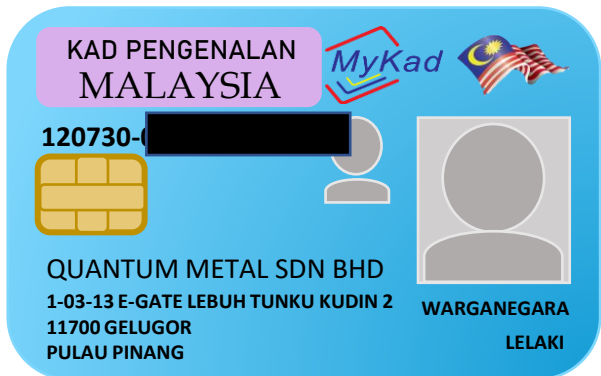 KAD PENGENALAN
MALAYSIA
MyKad
120730-
QUANTUM METAL SDN BHD
1-03-13 E-GATE LEBUH TUNKU KUDIN 2
11700 GELUGOR
PULAU PINANG
WARGANEGARA
LELAKI